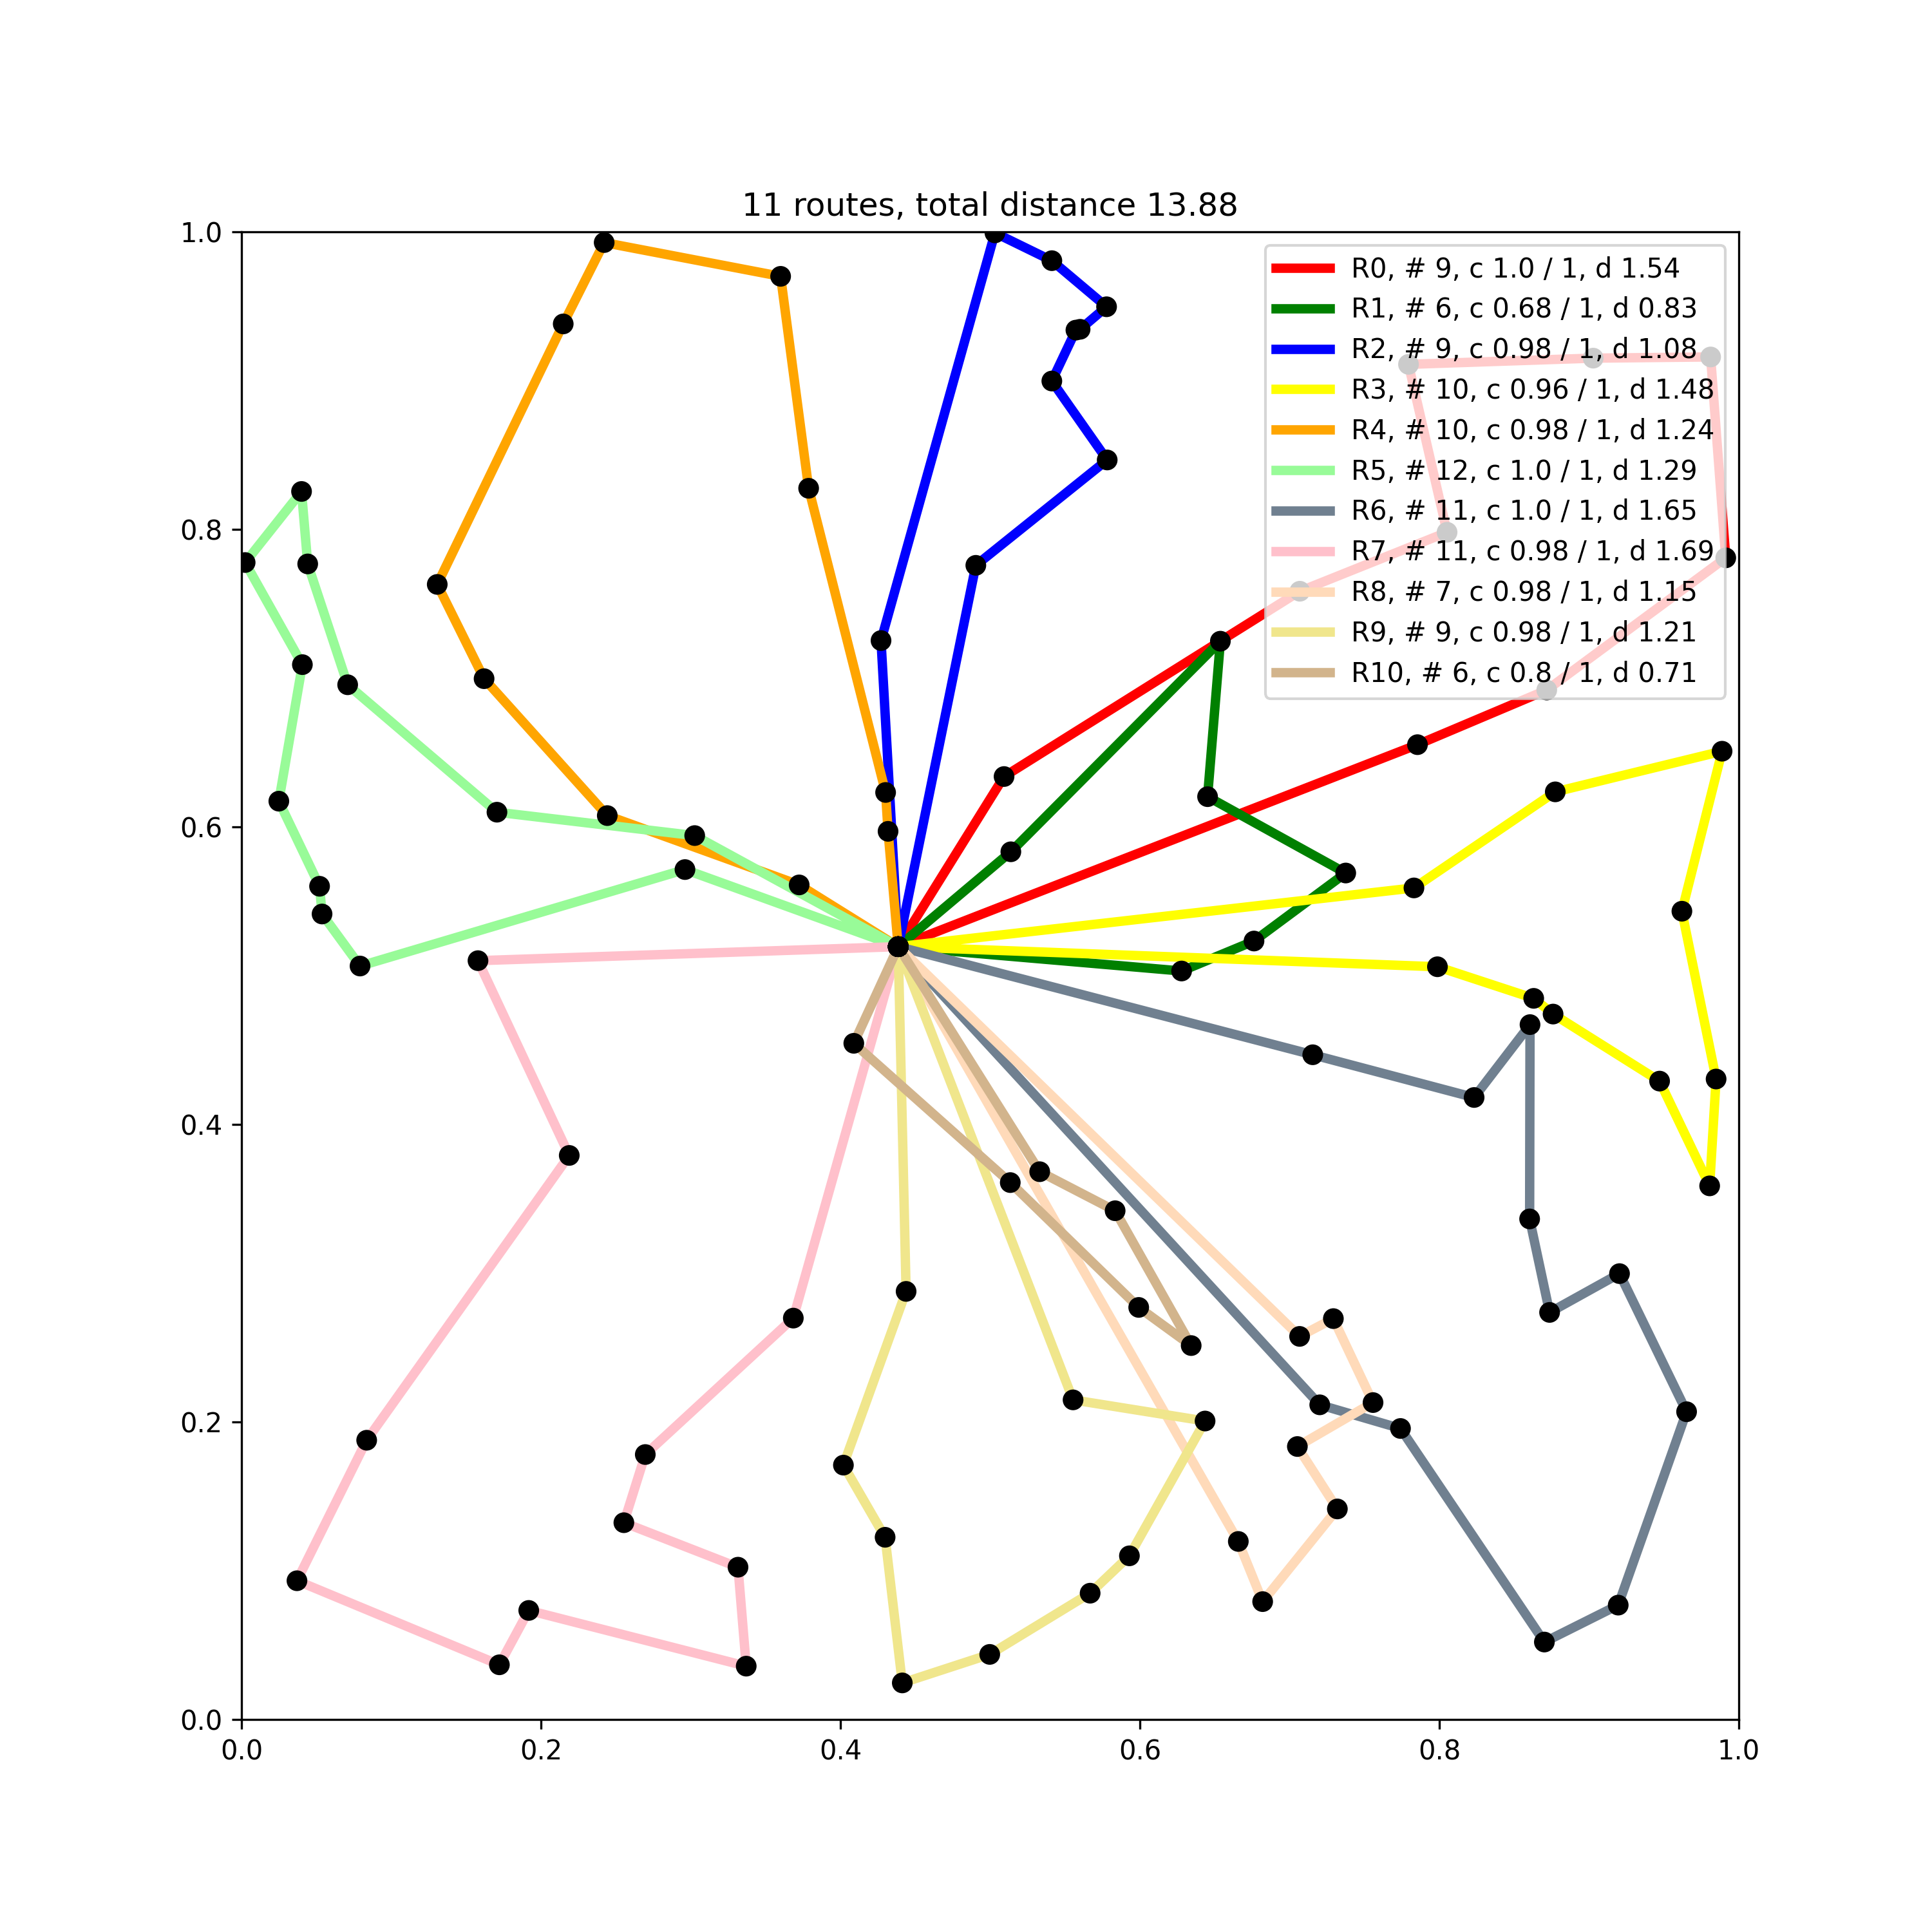 11 routes, total distance 13.88
1.0
0.8
0.6
0.4
0.2
0.0
R0, # 9, c 1.0 / 1, d 1.54
R1, # 6, c 0.68 / 1, d 0.83
R2, # 9, c 0.98 / 1, d 1.08
R3, # 10, c 0.96 / 1, d 1.48
R4, # 10, c 0.98 / 1, d 1.24
R5, # 12, c 1.0 / 1, d 1.29
R6, # 11, c 1.0 / 1, d 1.65
R7, # 11, c 0.98 / 1, d 1.69
R8, # 7, c 0.98 / 1, d 1.15
R9, # 9, c 0.98 / 1, d 1.21
R10, # 6, c 0.8 / 1, d 0.71
0.0 0.2 0.4 0.6 0.8 1.0